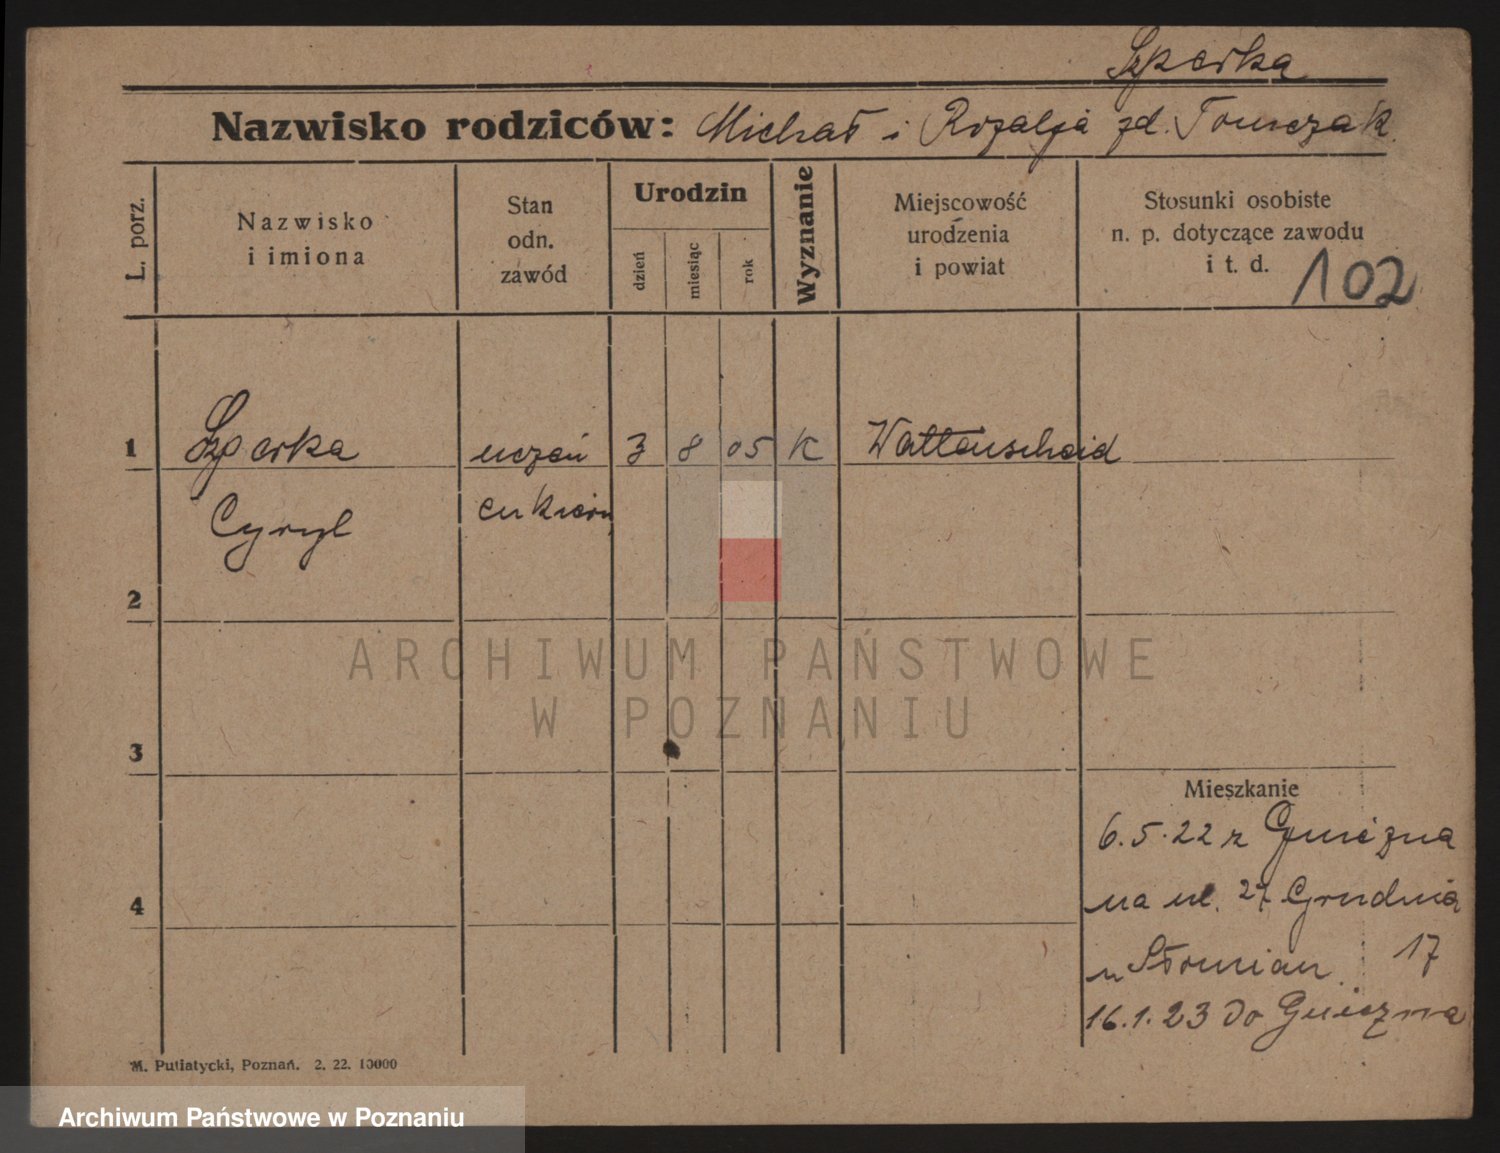 Szperka
Nazwisko rodziców: Michał i Rozalja zd. Tomczak
L. porz.
Nazwisko
i imiona
Stan
odn.
zawód
Urodzin
dzień
miesiąc
rok
Wyznanie
Miejscowość
urodzenia
i powiat
Stosunki osobiste
n. p. dotyczące zawodu
i t. d.
102
1 Szperka uczeń 3 8 05 K Wattenscheid
Cyryl cukiern
2
ARCHIWUM PAŃSTWOWE
W POZNANIU
3
Mieszkanie
6.5.22 z Gniezna
4
na ul. 27 Grudnia
17
u Słomian
16.1.23 do Gniezna
M. Putiatycki, Poznań. 2. 22. 10000
Archiwum Państwowe w Poznaniu